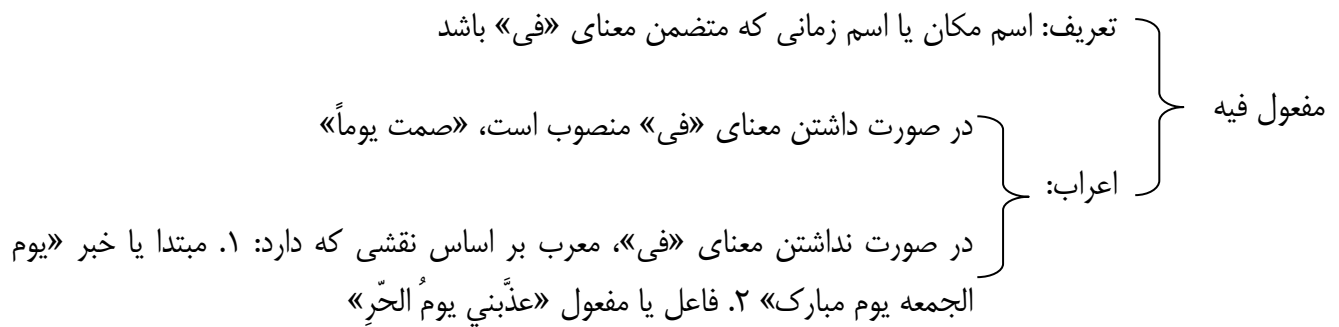 تعریف: اسم مکان یا اسم زمانی که متضمن معنای «فی» باشد
مفعول فیه
در صورت داشتن معنای «فی» منصوب است، «صمت یوماً»
اعراب:
در صورت نداشتن معنای «فی»، معرب بر اساس نقشی که دارد: ۱. مبتدا یا خبر «یوم
الجمعه یوم مبارک» ۲. فاعل یا مفعول «عذَّبني یومُ الحّرِ»